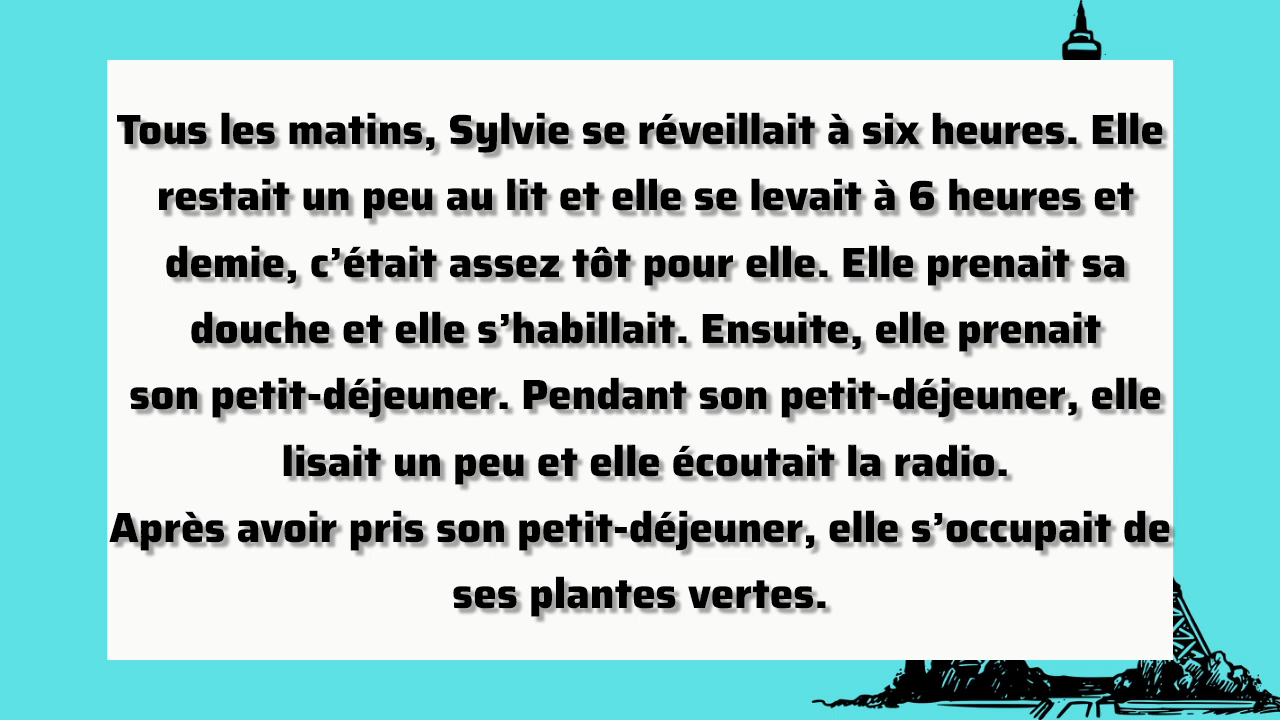 Tous les matins, Sylvie se réveillait à six heures. Elle
restait un peu au lit et elle se levait à 6 heures et
demie, c’était assez tôt pour elle. Elle prenait sa
douche et elle s’habillait. Ensuite, elle prenait
son petit-déjeuner. Pendant son petit-déjeuner, elle
lisait un peu et elle écoutait la radio.
Après avoir pris son petit-déjeuner, elle s’occupait de
ses plantes vertes.